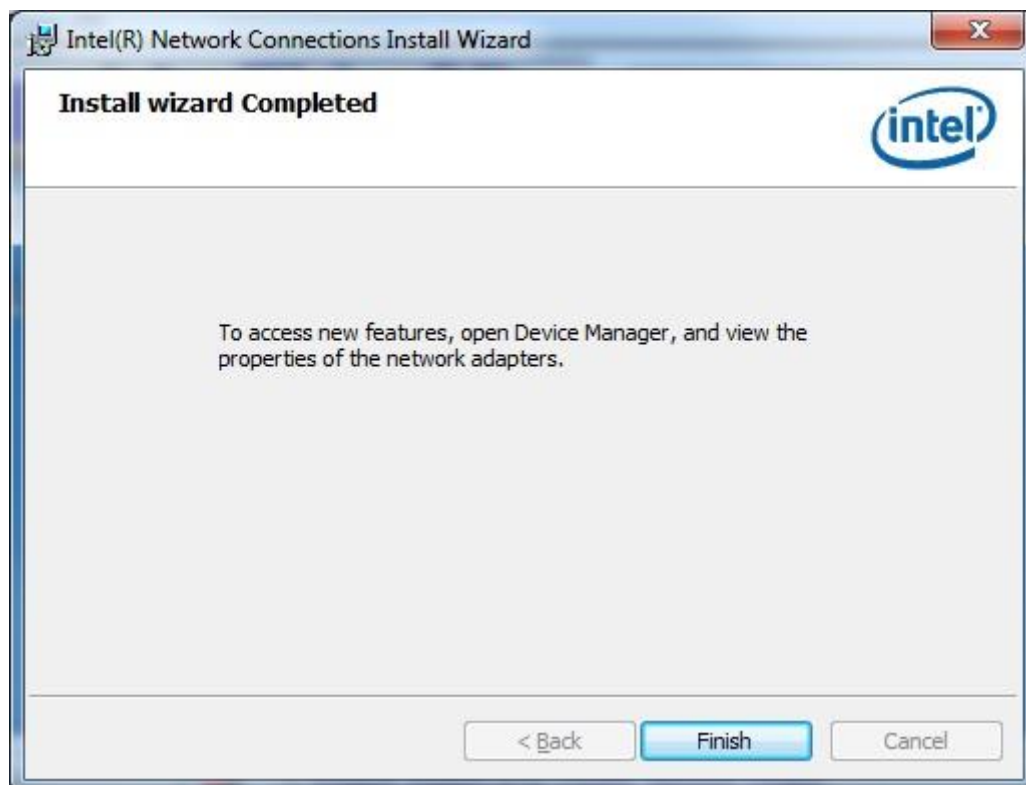 Intel(R) Network Connections Install Wizard
Install wizard Completed
intel
To access new features, open Device Manager, and view the
properties of the network adapters.
< Back
Finish
Cancel